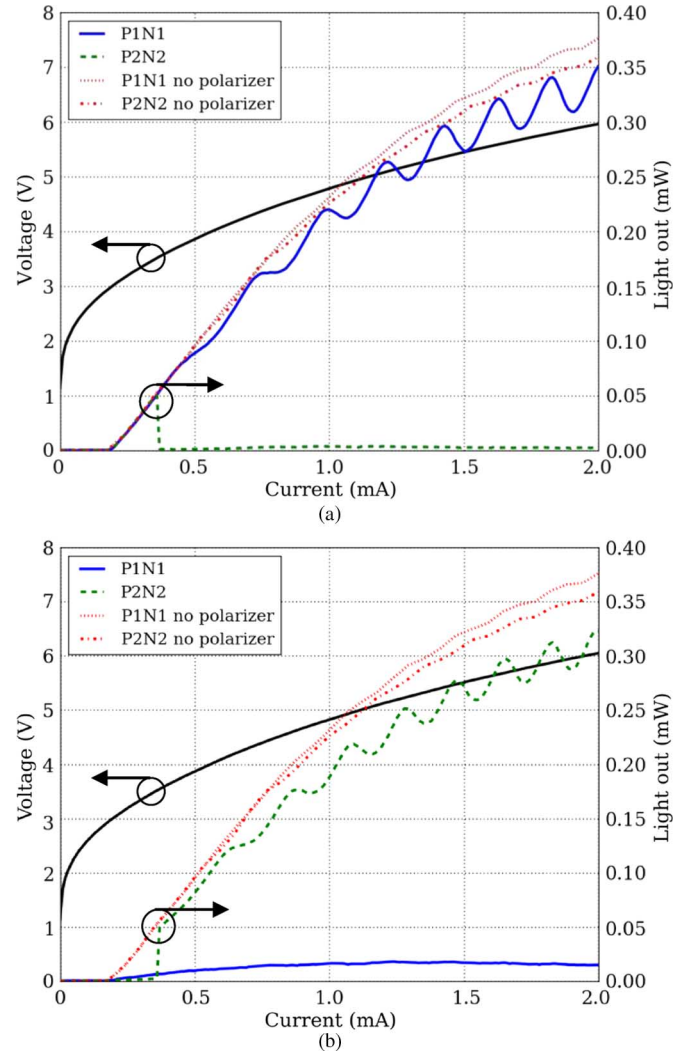 8
7
6
5
4
3
2
1
0
Voltage (V)
P1N1
P2N2
P1N1 no polarizer
P2N2 no polarizer
0.40
0.35
0.30
0.25
0.20
0.15
0.10
0.05
0.00
Light out (mW)
0 0.5 1.0 1.5 2.0
Current (mA)
(a)
8
7
6
5
4
3
2
1
0
Voltage (V)
P1N1
P2N2
P1N1 no polarizer
P2N2 no polarizer
0.40
0.35
0.30
0.25
0.20
0.15
0.10
0.05
0.00
Light out (mW)
0 0.5 1.0 1.5 2.0
Current (mA)
(b)